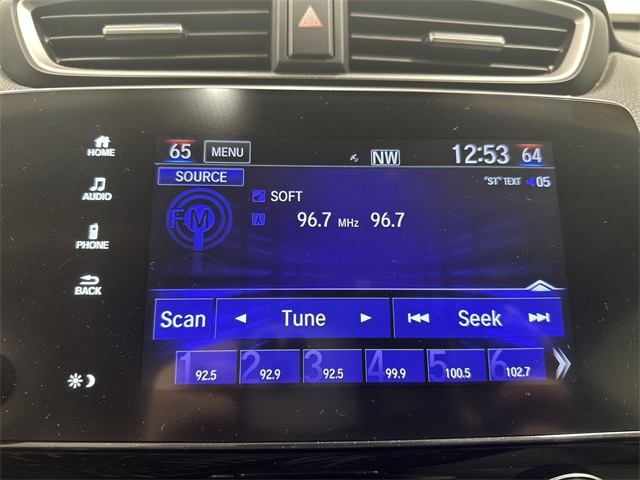 65 MENU NW 12:53 64
HOME
SOURCE "ST" TEXT 05
AUDIO
FM SOFT
96.7 MHz 96.7
PHONE
BACK
Scan Tune Seek
1 92.5 2 92.9 3 92.5 4 99.9 5 100.5 6 102.7